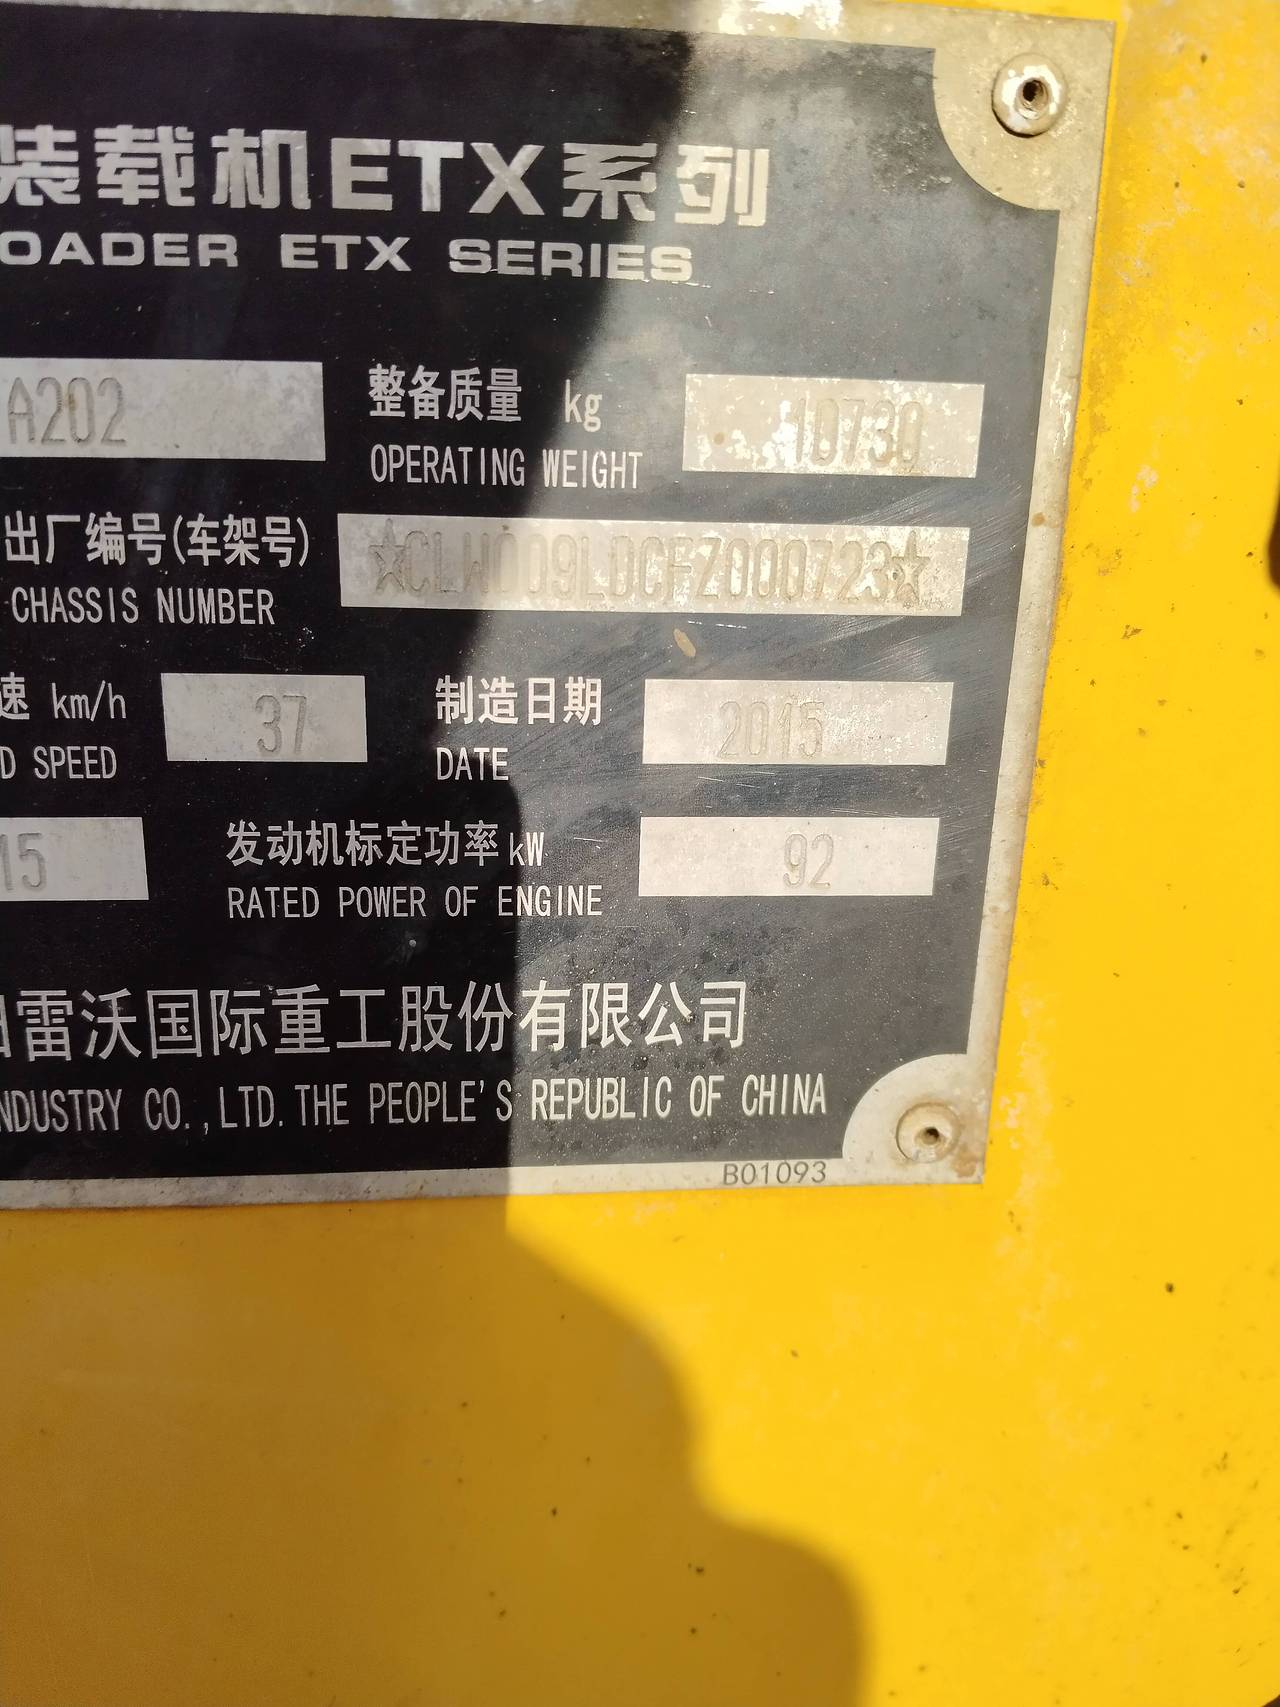 装载机ETX系列
OADER ETX SERIES
A202 整备质量 kg 10730
OPERATING WEIGHT
出厂编号(车架号) ☆CLW009LDCFZ000723☆
CHASSIS NUMBER
速 km/h 37 制造日期 2015
D SPEED DATE
15 发动机标定功率kW 92
RATED POWER OF ENGINE
雷沃国际重工股份有限公司
NDUSTRY CO.,LTD.THE PEOPLE'S REPUBLIC OF CHINA
B01093